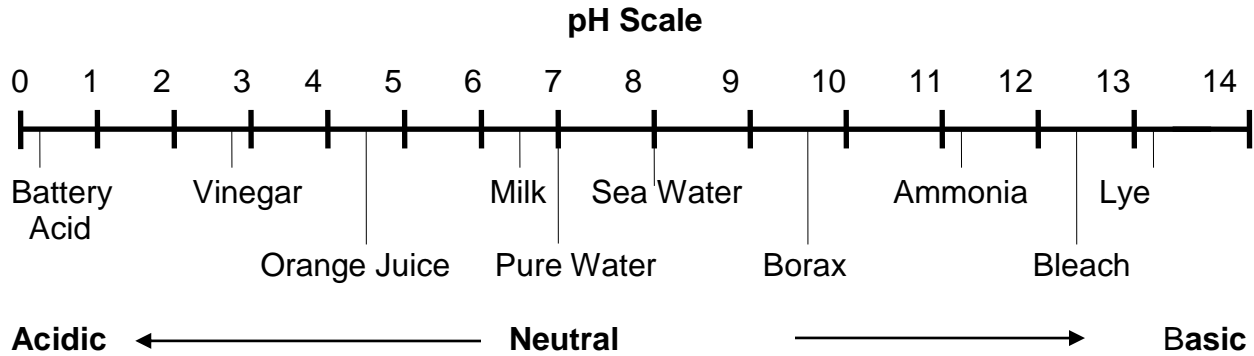 pH Scale
0 1 2 3 4 5 6 7 8 9 10 11 12 13 14
Battery Acid Vinegar Milk Sea Water Ammonia Lye
Orange Juice Pure Water Borax Bleach
Acidic Neutral Basic